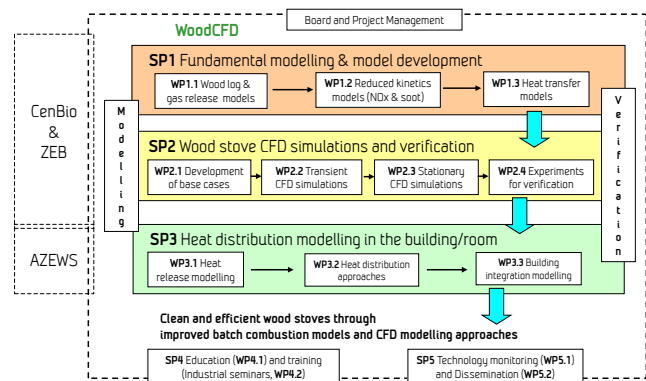 Board and Project Management
WoodCFD
SP1 Fundamental modelling & model development
WP1.1 Wood log &
gas release models
WP1.2 Reduced kinetics
models (NOx & soot)
WP1.3 Heat transfer
models
CenBio
&
ZEB
Modelling
Verification
SP2 Wood stove CFD simulations and verification
WP2.1 Development
of base cases
WP2.2 Transient
CFD simulations
WP2.3 Stationary
CFD simulations
WP2.4 Experiments
for verification
AZEWS
SP3 Heat distribution modelling in the building/room
WP3.1 Heat
release modelling
WP3.2 Heat distribution
approaches
WP3.3 Building
integration modelling
Clean and efficient wood stoves through
improved batch combustion models and CFD modelling approaches
SP4 Education (WP4.1) and training
(Industrial seminars, WP4.2)
SP5 Technology monitoring (WP5.1)
and Dissemination (WP5.2)